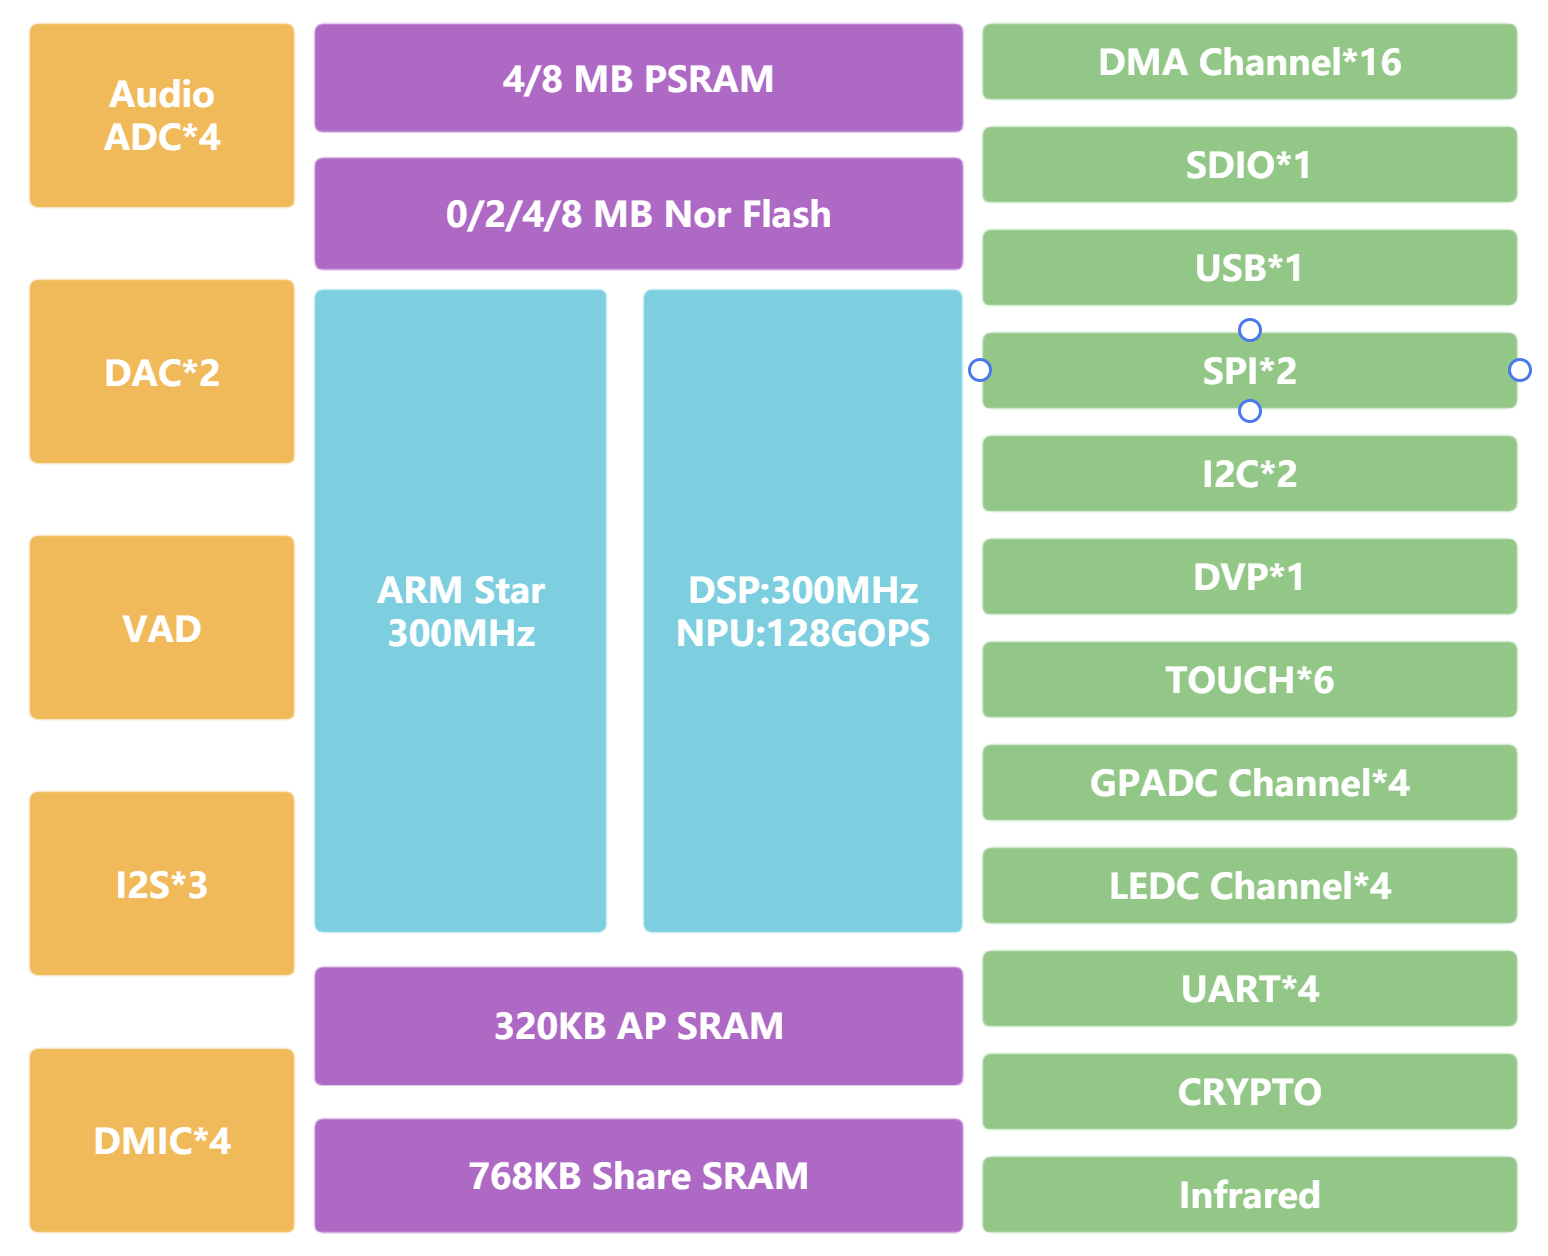 Audio
ADC*4
DAC*2
VAD
I2S*3
DMIC*4
4/8 MB PSRAM
0/2/4/8 MB Nor Flash
ARM Star
300MHz
DSP:300MHz
NPU:128GOPS
320KB AP SRAM
768KB Share SRAM
DMA Channel*16
SDIO*1
USB*1
SPI*2
I2C*2
DVP*1
TOUCH*6
GPADC Channel*4
LEDC Channel*4
UART*4
CRYPTO
Infrared